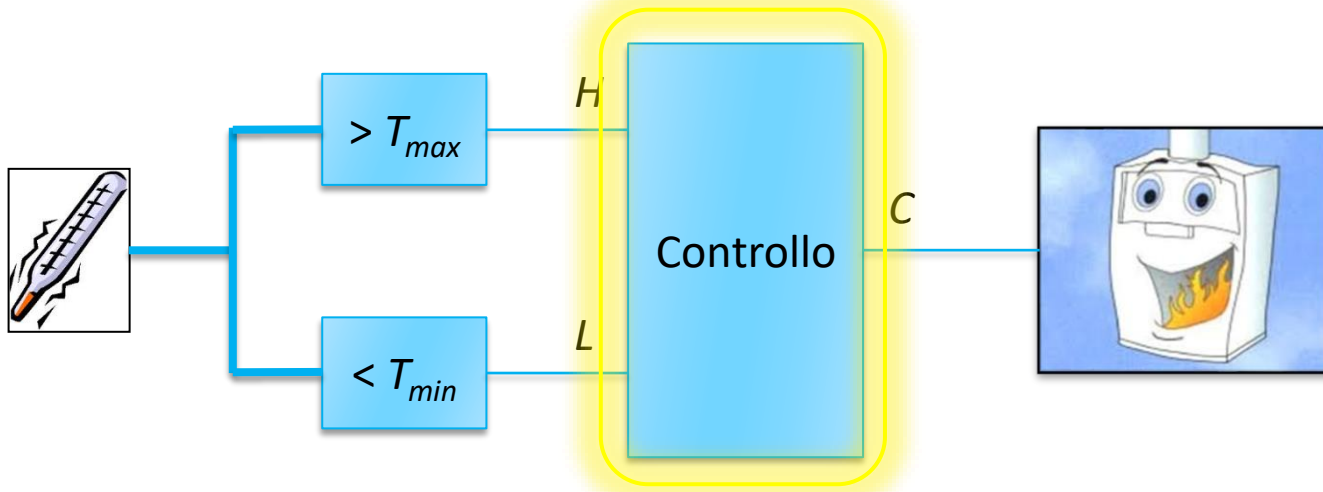 H
> Tmax
C
Controllo
L
< Tmin